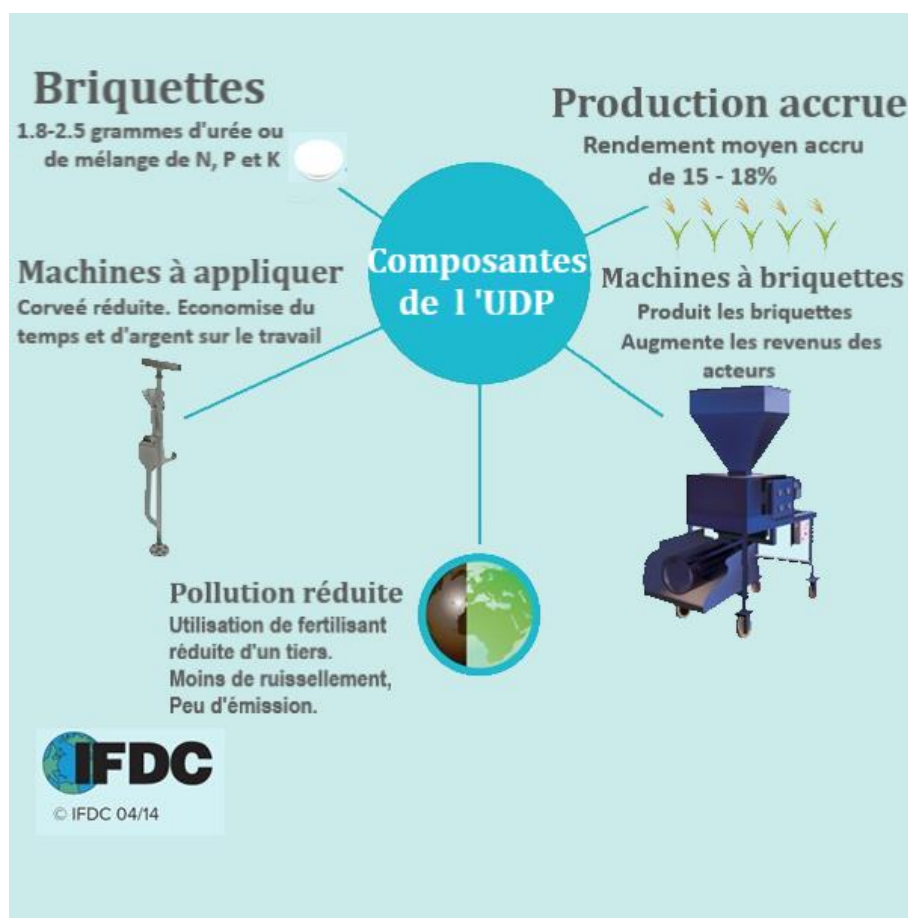 Briquettes
1.8-2.5 grammes d'urée ou
de mélange de N, P et K
Production accrue
Rendement moyen accru
de 15 - 18%
Composantes
de l 'UDP
Machines à appliquer
Corveé réduite. Economise du
temps et d'argent sur le travail
Machines à briquettes
Produit les briquettes
Augmente les revenus des
acteurs
Pollution réduite
Utilisation de fertilisant
réduite d'un tiers.
Moins de ruissellement,
Peu d'émission.
IFDC
© IFDC 04/14